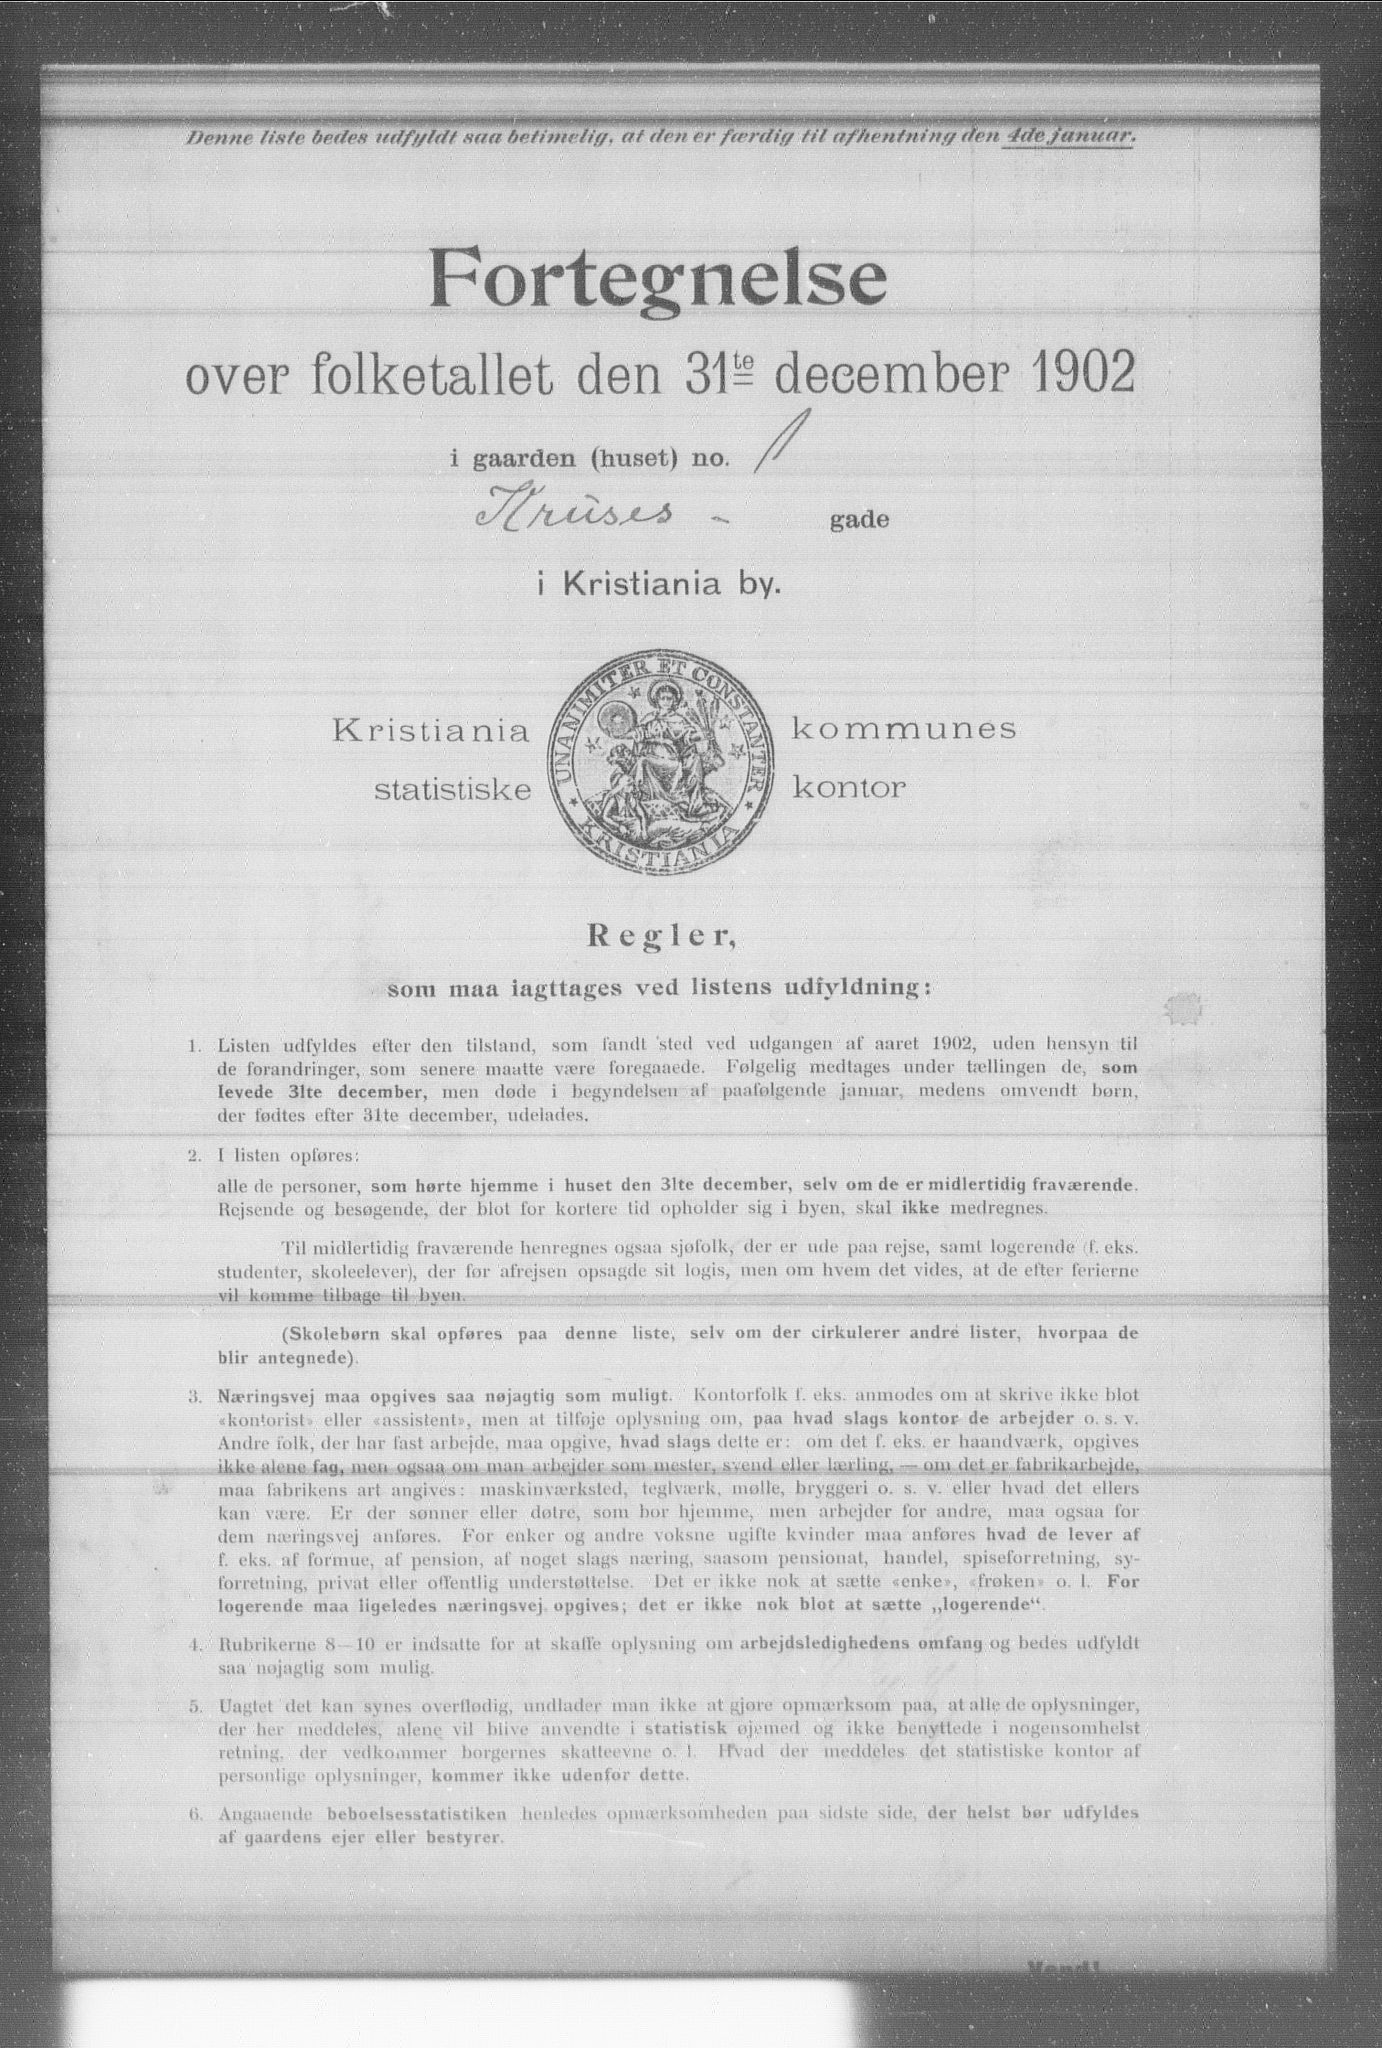 Denne liste bedes udfyldt saa betimelig, at den er færdig til afhentning den 4de januar.
Fortegnelse
over folketallet den 31te december 1902
i gaarden (huset) no. 1
Kruses - gade
i Kristiania by.
Kristiania kommunes
statistiske kontor
UNANIMITER ET CONSTANTER
KRISTIANIA
Regler,
som maa iagttages ved listens udfyldning:
1. Listen udfyldes efter den tilstand, som fandt sted ved udgangen af aaret 1902, uden hensyn til
de forandringer, som senere maatte være foregaaede. Følgelig medtages under tællingen de, som
levede 31te december, men døde i begyndelsen af paafølgende januar, medens omvendt børn,
der fødtes efter 31te december, udelades.
2. I listen opføres:
alle de personer, som hørte hjemme i huset den 31te december, selv om de er midlertidig fraværende.
Rejsende og besøgende, der blot for kortere tid opholder sig i byen, skal ikke medregnes.
Til midlertidig fraværende henregnes ogsaa sjøfolk, der er ude paa rejse, samt logerende (f. eks.
studenter, skoleelever), der før afrejsen opsagde sit logis, men om hvem det vides, at de efter ferierne
vil komme tilbage til byen.
(Skolebørn skal opføres paa denne liste, selv om der cirkulerer andre lister, hvorpaa de
blir antegnede).
3. Næringsvej maa opgives saa nøjagtig som muligt. Kontorfolk f. eks. anmodes om at skrive ikke blot
«kontorist» eller «assistent», men at tilføje oplysning om, paa hvad slags kontor de arbejder o. s. v.
Andre folk, der har fast arbejde, maa opgive, hvad slags dette er: om det f. eks. er haandværk, opgives
ikke alene fag, men ogsaa om man arbejder som mester, svend eller lærling, — om det er fabrikarbejde,
maa fabrikens art angives: maskinværksted, teglværk, mølle, bryggeri o. s. v. eller hvad det ellers
kan være. Er der sønner eller døtre, som bor hjemme, men arbejder for andre, maa ogsaa for
dem næringsvej anføres. For enker og andre voksne ugifte kvinder maa anføres hvad de lever af
f. eks. af formue, af pension, af noget slags næring, saasom pensionat, handel, spiseforretning, sy-
forretning, privat eller offentlig understøttelse. Det er ikke nok at sætte «enke», «frøken» o. l. For
logerende maa ligeledes næringsvej opgives; det er ikke nok blot at sætte „logerende“.
4. Rubrikerne 8—10 er indsatte for at skaffe oplysning om arbejdsledighedens omfang og bedes udfyldt
saa nøjagtig som mulig.
5. Uagtet det kan synes overflødig, undlader man ikke at gjøre opmærksom paa, at alle de oplysninger,
der her meddeles, alene vil blive anvendte i statistisk øjemed og ikke benyttede i nogensomhelst
retning, der vedkommer borgernes skatteevne o. l. Hvad der meddeles det statistiske kontor af
personlige oplysninger, kommer ikke udenfor dette.
6. Angaaende beboelsesstatistiken henledes opmærksomheden paa sidste side, der helst bør udfyldes
af gaardens ejer eller bestyrer.
Vend!